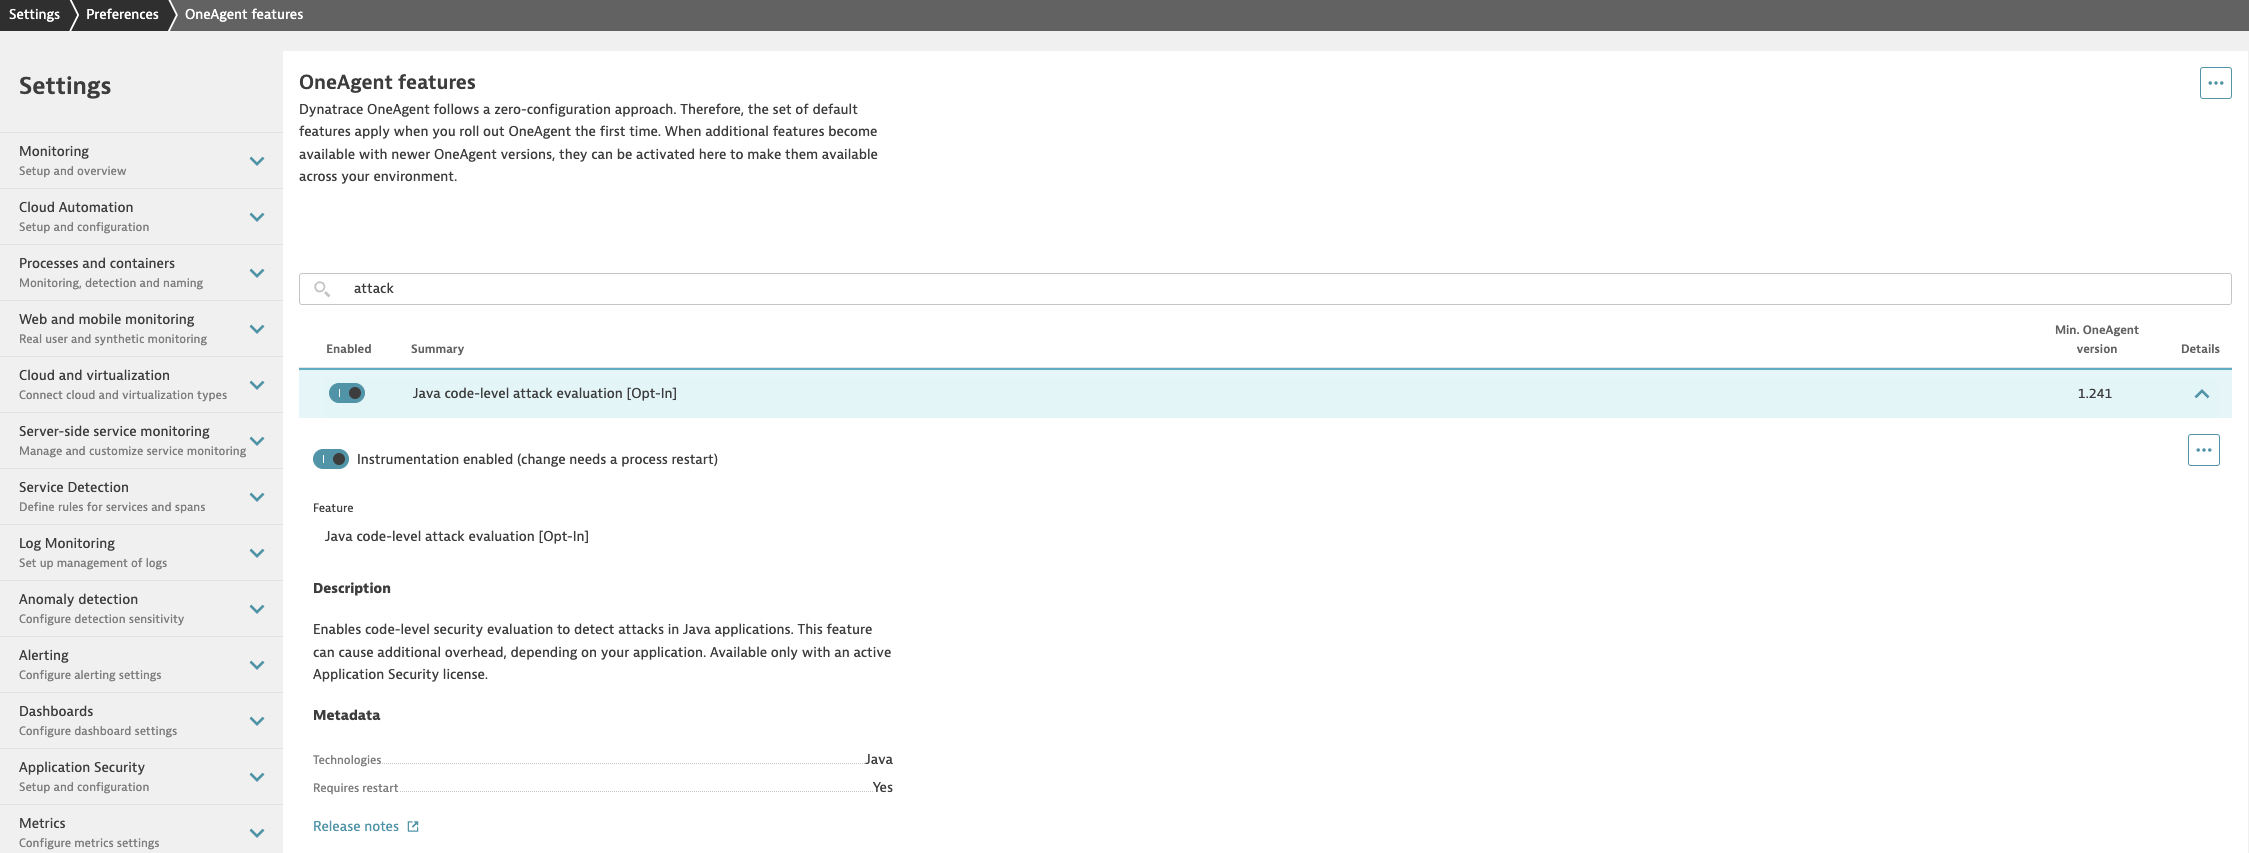 Settings
Preferences
OneAgent features
Settings
Monitoring
Setup and overview
Cloud Automation
Setup and configuration
Processes and containers
Monitoring, detection and naming
Web and mobile monitoring
Real user and synthetic monitoring
Cloud and virtualization
Connect cloud and virtualization types
Server-side service monitoring
Manage and customize service monitoring
Service Detection
Define rules for services and spans
Log Monitoring
Set up management of logs
Anomaly detection
Configure detection sensitivity
Alerting
Configure alerting settings
Dashboards
Configure dashboard settings
Application Security
Setup and configuration
Metrics
Configure metrics settings
OneAgent features
Dynatrace OneAgent follows a zero-configuration approach. Therefore, the set of default
features apply when you roll out OneAgent the first time. When additional features become
available with newer OneAgent versions, they can be activated here to make them available
across your environment.
attack
Enabled
Summary
Min. OneAgent
version
Details
Java code-level attack evaluation [Opt-In]
1.241
Instrumentation enabled (change needs a process restart)
Feature
Java code-level attack evaluation [Opt-In]
Description
Enables code-level security evaluation to detect attacks in Java applications. This feature
can cause additional overhead, depending on your application. Available only with an active
Application Security license.
Metadata
Technologies Java
Requires restart Yes
Release notes